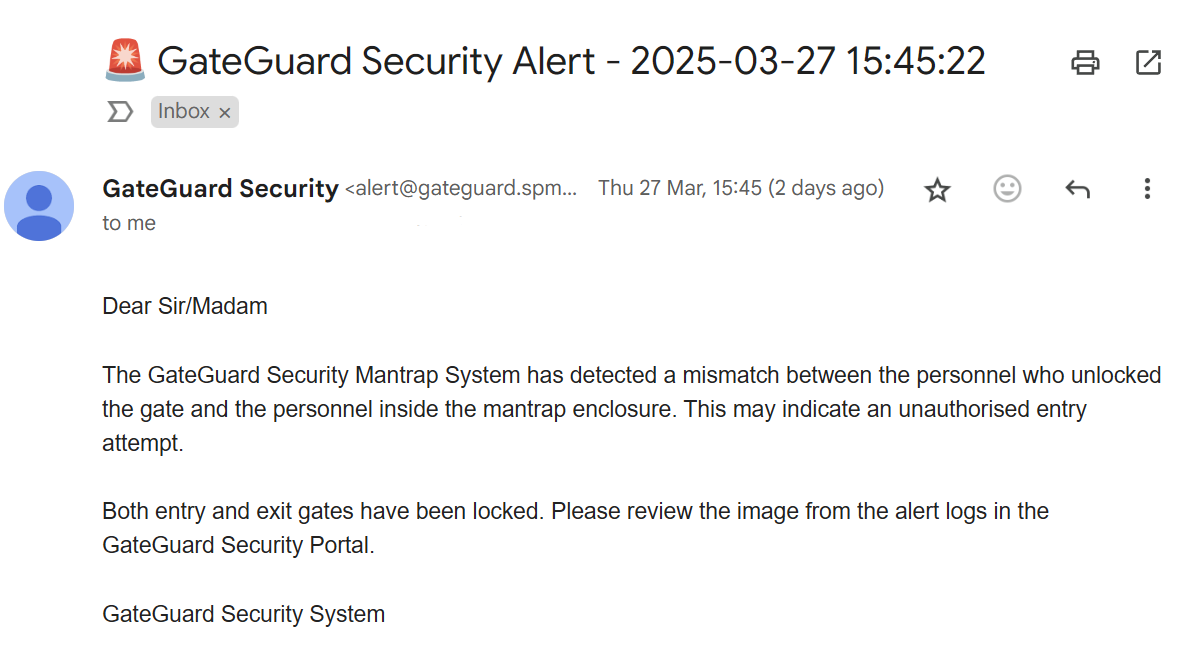 🚨 GateGuard Security Alert - 2025-03-27 15:45:22
Inbox ×
GateGuard Security <alert@gateguard.spm... Thu 27 Mar, 15:45 (2 days ago)
to me
Dear Sir/Madam
The GateGuard Security Mantrap System has detected a mismatch between the personnel who unlocked
the gate and the personnel inside the mantrap enclosure. This may indicate an unauthorised entry
attempt.
Both entry and exit gates have been locked. Please review the image from the alert logs in the
GateGuard Security Portal.
GateGuard Security System